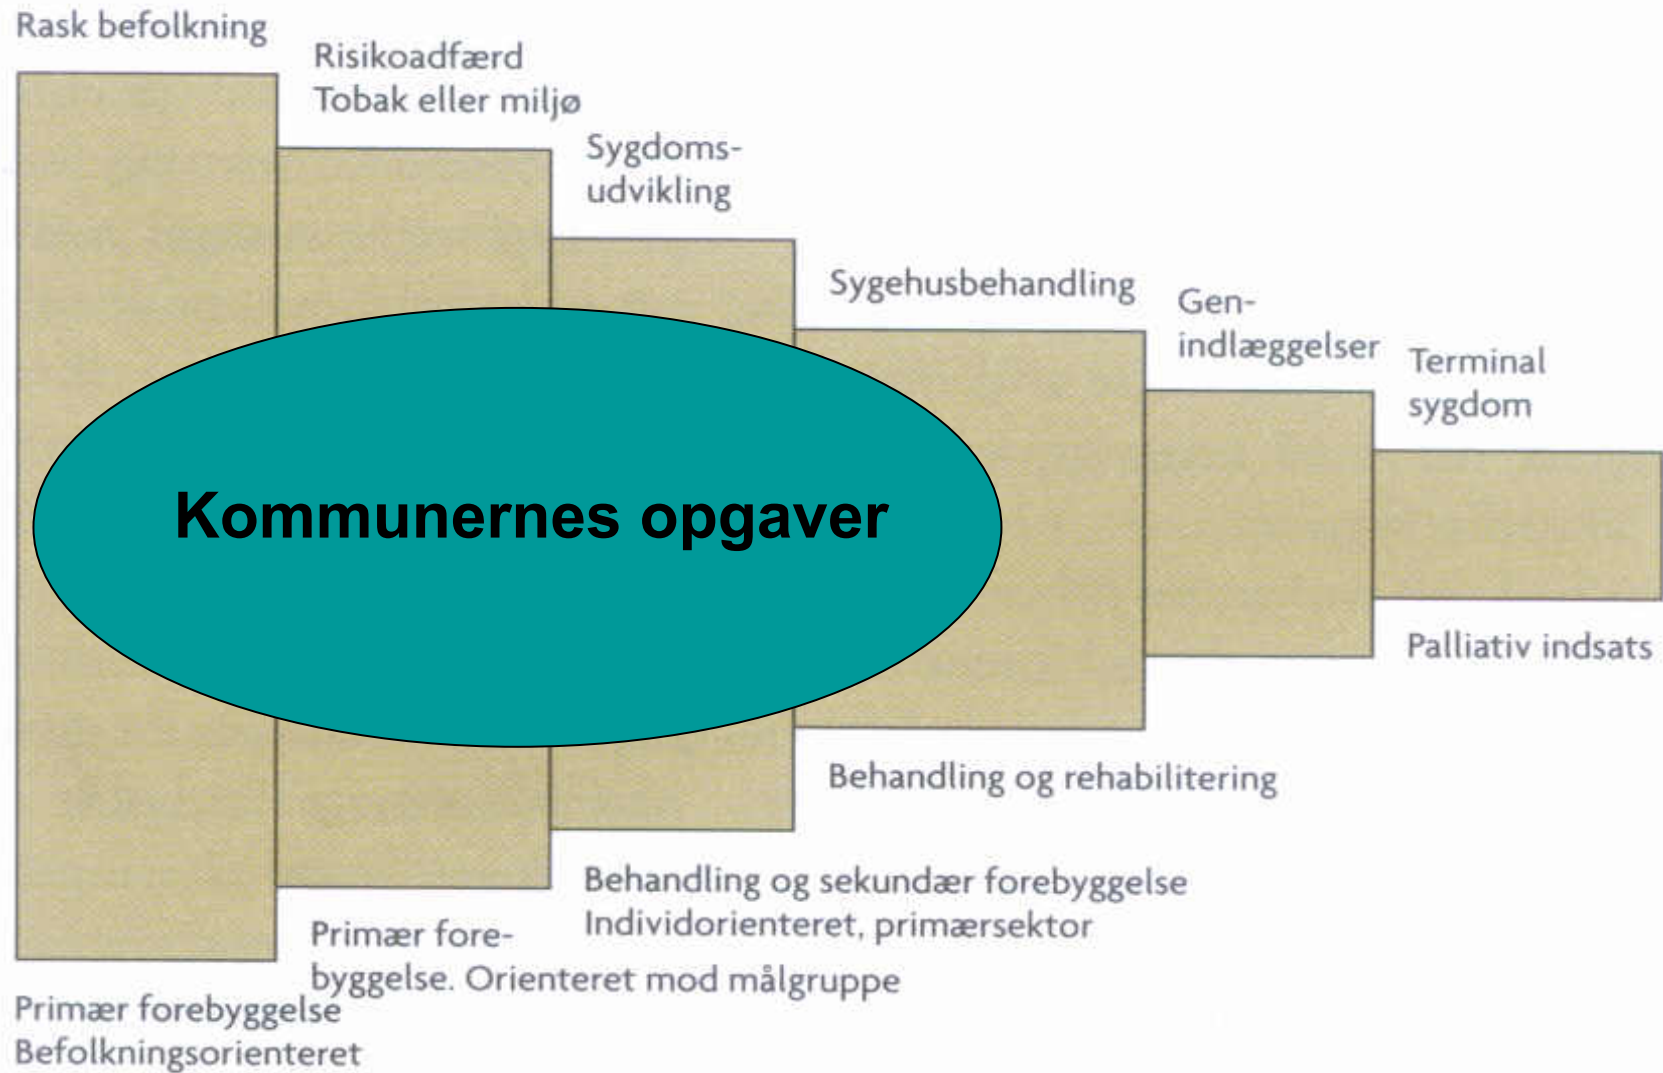 Rask befolkning
Risikoadfærd
Tobak eller miljø
Sygdoms-
udvikling
Sygehusbehandling
Gen-
indlæggelser
Terminal
sygdom
Kommunernes opgaver
Palliativ indsats
Behandling og rehabilitering
Behandling og sekundær forebyggelse
Individorienteret, primærsektor
Primær fore-
byggelse. Orienteret mod målgruppe
Primær forebyggelse
Befolkningsorienteret